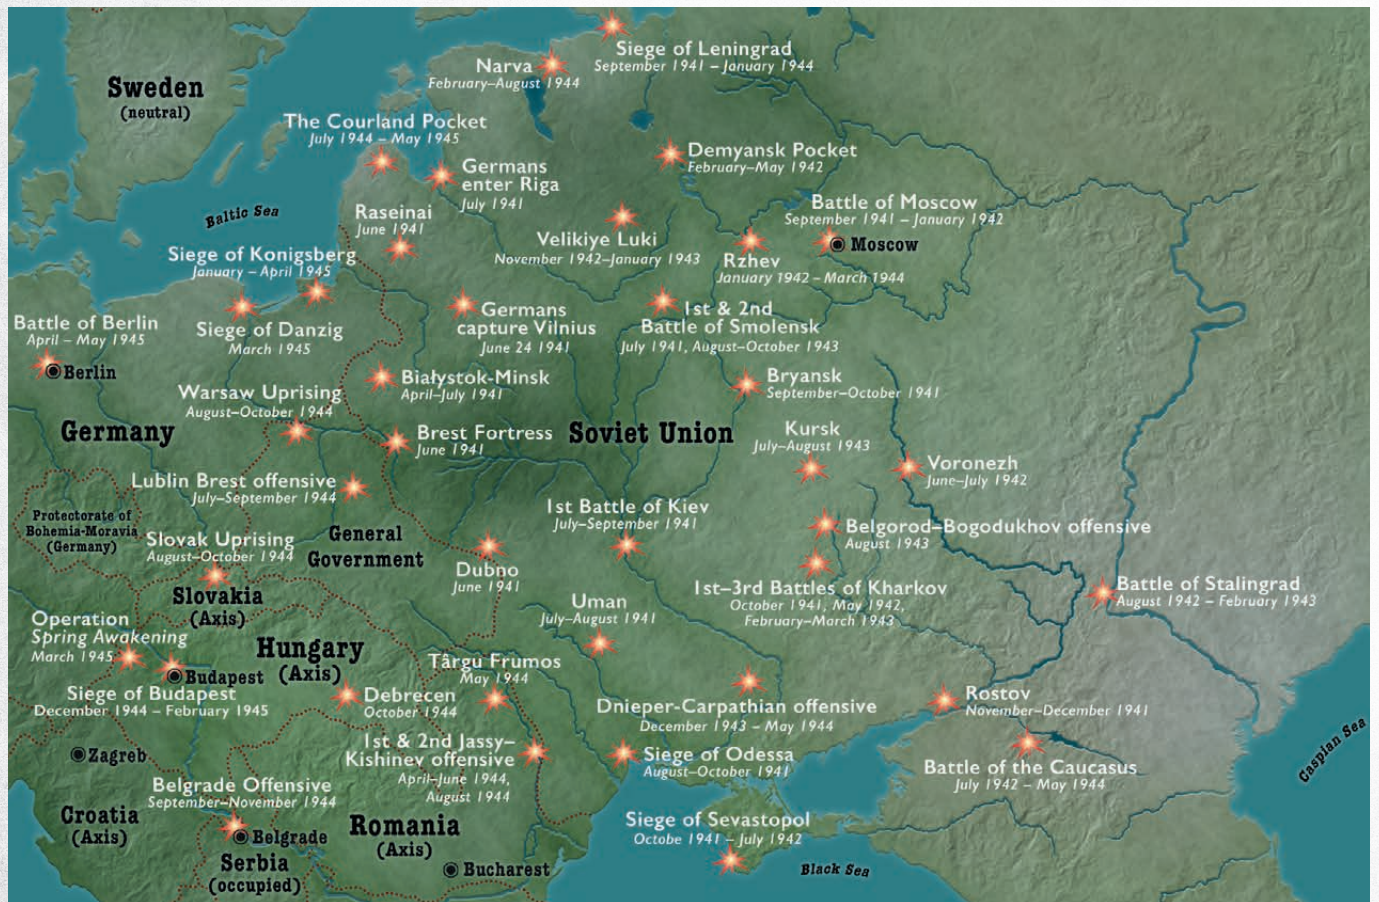 Siege of Leningrad
September 1941 – January 1944
Narva
February–August 1944
Sweden
(neutral)
The Courland Pocket
July 1944 – May 1945
Demyansk Pocket
February–May 1942
Germans
enter Riga
July 1941
Battle of Moscow
September 1941 – January 1942
Moscow
Baltic Sea
Raseinai
June 1941
Velikiye Luki
November 1942–January 1943
Rzhev
January 1942 – March 1944
Siege of Konigsberg
January – April 1945
Siege of Danzig
March 1945
Germans
capture Vilnius
June 24 1941
1st & 2nd
Battle of Smolensk
July 1941, August–October 1943
Battle of Berlin
April – May 1945
Berlin
Białystok-Minsk
April–July 1941
Bryansk
September–October 1941
Warsaw Uprising
August–October 1944
Germany
Brest Fortress
June 1941
Soviet Union
Kursk
July–August 1943
Voronezh
June–July 1942
Lublin Brest offensive
July–September 1944
Protectorate of
Bohemia-Moravia
(Germany)
1st Battle of Kiev
July–September 1941
General
Government
Belgorod–Bogodukhov offensive
August 1943
Slovak Uprising
August–October 1944
Dubno
June 1941
Slovakia
(Axis)
1st–3rd Battles of Kharkov
October 1941, May 1942,
February–March 1943
Battle of Stalingrad
August 1942 – February 1943
Uman
July–August 1941
Operation
Spring Awakening
March 1945
Hungary
(Axis)
Budapest
Târgu Frumos
May 1944
Siege of Budapest
December 1944 – February 1945
Debrecen
October 1944
Dnieper-Carpathian offensive
December 1943 – May 1944
Rostov
November–December 1941
1st & 2nd Jassy–
Kishinev offensive
April–June 1944,
August 1944
Siege of Odessa
August–October 1941
Battle of the Caucasus
July 1942 – May 1944
Caspian Sea
Zagreb
Belgrade Offensive
September–November 1944
Croatia
(Axis)
Belgrade
Romania
(Axis)
Siege of Sevastopol
Octobe 1941 – July 1942
Serbia
(occupied)
Bucharest
Black Sea